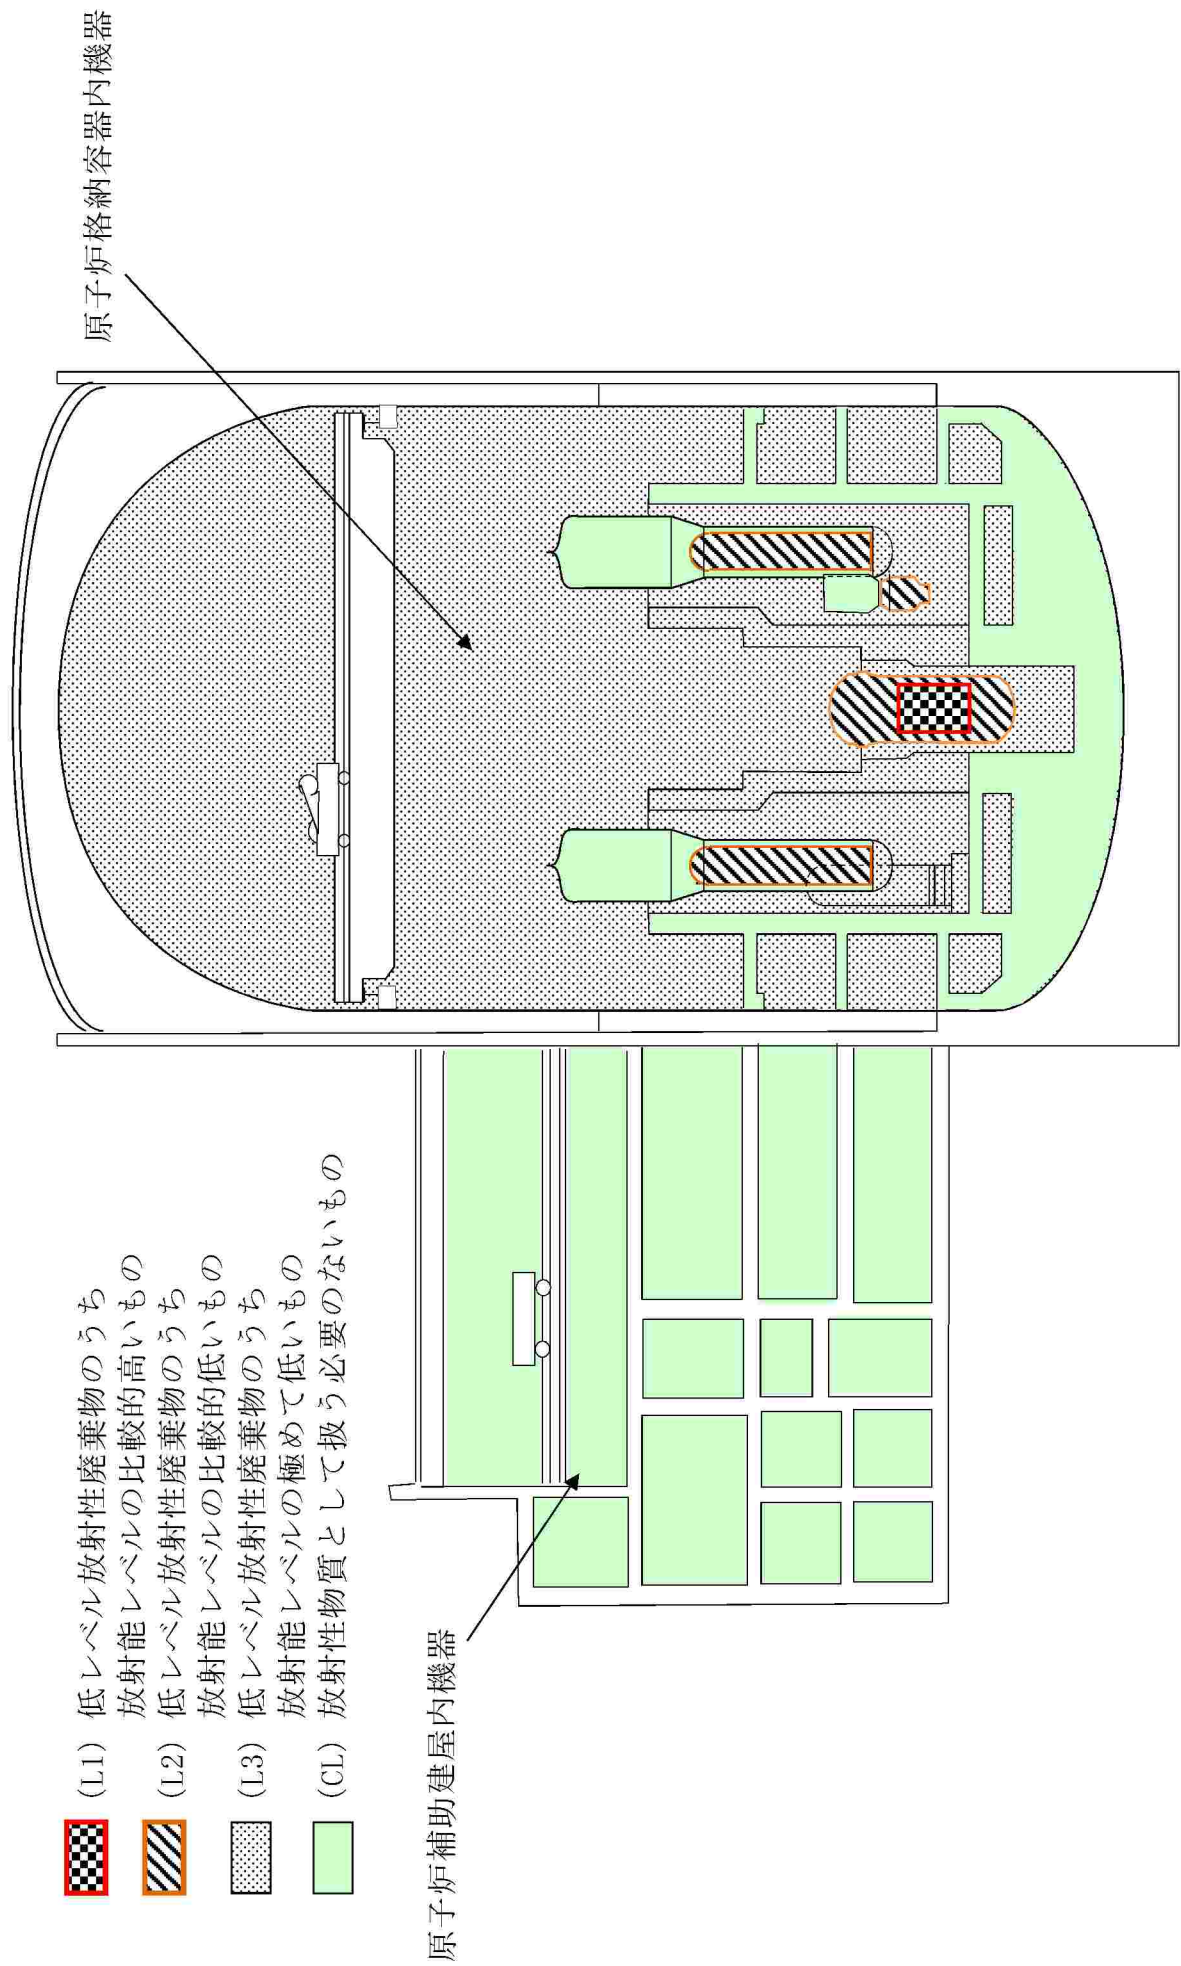 (L1) 低レベル放射性廃棄物のうち
放射能レベルの比較的高いもの
(L2) 低レベル放射性廃棄物のうち
放射能レベルの比較的低いもの
(L3) 低レベル放射性廃棄物のうち
放射能レベルの極めて低いもの
(CL) 放射性物質として扱う必要のないもの
原子炉補助建屋内機器
原子炉格納容器内機器